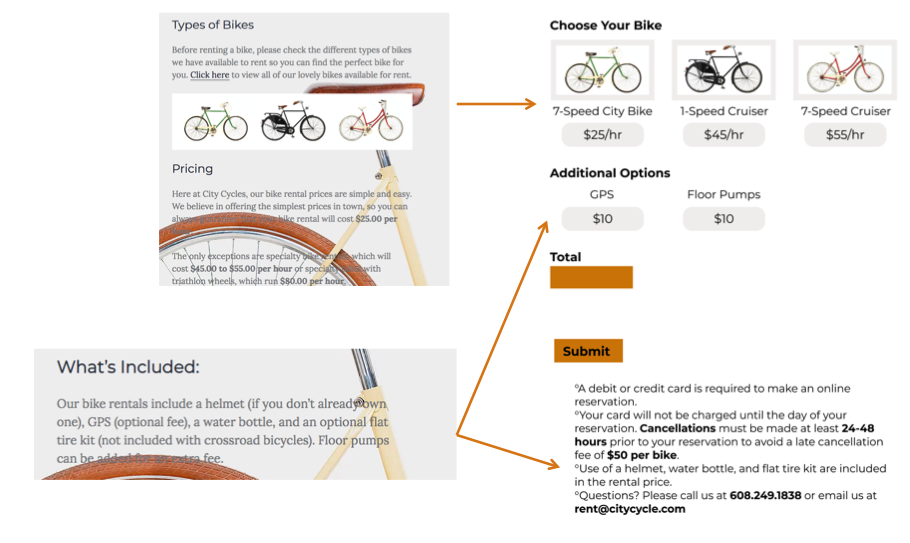 Types of Bikes
Before renting a bike, please check the different types of bikes
we have available to rent so you can find the perfect bike for
you. Click here to view all of our lovely bikes available for rent.
Pricing
Here at City Cycles, our bike rental prices are simple and easy.
We believe in offering the simplest prices in town, so you can
bike rental will cost $25.00 per
The only exceptions are specialty bike which will
cost $45.00 to $55.00 per hour or special with
triathlon wheels, which run $80.00 per hour.
What's Included:
Our bike rentals include a helmet (if you don't already own
one), GPS (optional fee), a water bottle, and an optional flat
tire kit (not included with crossroad bicycles). Floor pumps
can be added for an extra fee.
Choose Your Bike
7-Speed City Bike 1-Speed Cruiser 7-Speed Cruiser
$25/hr $45/hr $55/hr
Additional Options
GPS Floor Pumps
$10 $10
Total
Submit
°A debit or credit card is required to make an online
reservation.
°Your card will not be charged until the day of your
reservation. Cancellations must be made at least 24-48
hours prior to your reservation to avoid a late cancellation
fee of $50 per bike.
°Use of a helmet, water bottle, and flat tire kit are included
in the rental price.
°Questions? Please call us at 608.249.1838 or email us at
rent@citycycle.com